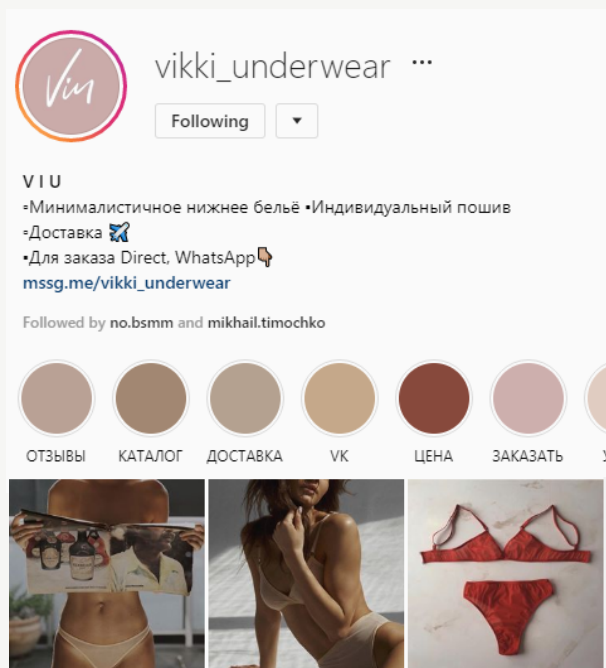 Viu
vikki_underwear ···
Following ▼
V I U
▫Минималистичное нижнее бельё ▪Индивидуальный пошив
▫Доставка ✈️
▪Для заказа Direct, WhatsApp👇🏽
mssg.me/vikki_underwear
Followed by no.bsmm and mikhail.timochko
ОТЗЫВЫ КАТАЛОГ ДОСТАВКА VK ЦЕНА ЗАКАЗАТЬ